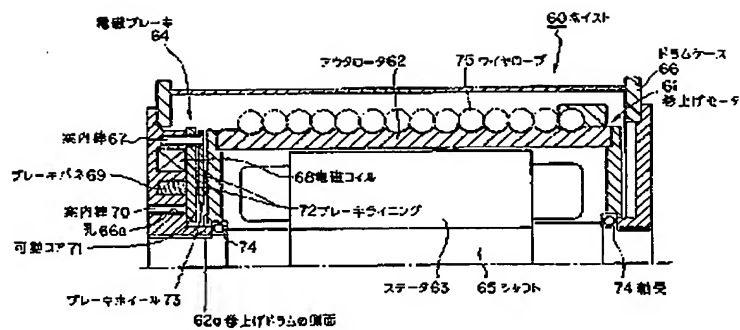 電磁ブレーキ
64
60ホイスト
アウタロータ62
75ワイヤロープ
ドラムケース
66
61
巻上げモータ
案内棒67
68電磁コイル
ブレーキバネ69
72ブレーキライニング
案内棒70
孔66a
可動コア71
74
ブレーキホイール73
ステータ63
65シャフト
74軸受
62a巻上げドラムの側面